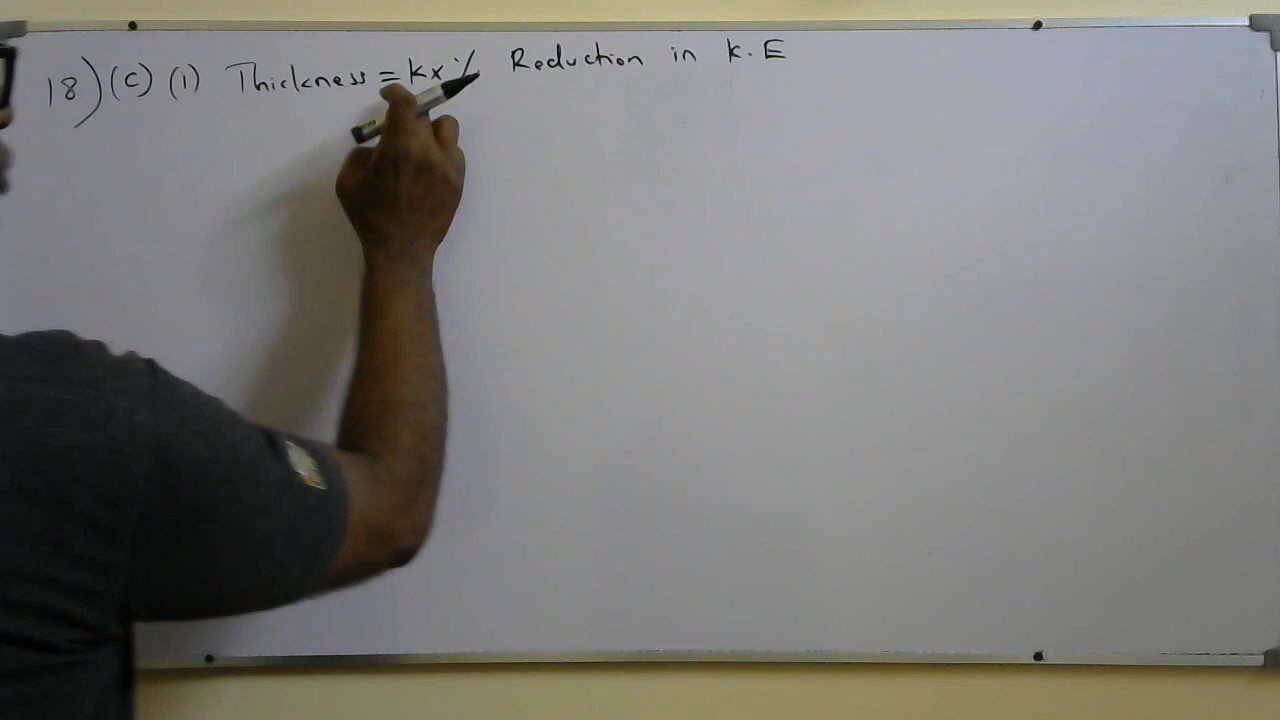 18) (C) (1) Thickness = kx % Reduction in k.E